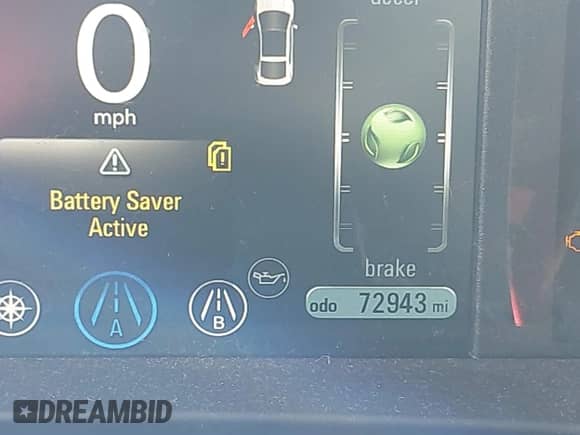 0
mph
Battery Saver
Active
A
B
brake
odo 72943 mi
DREAMBID